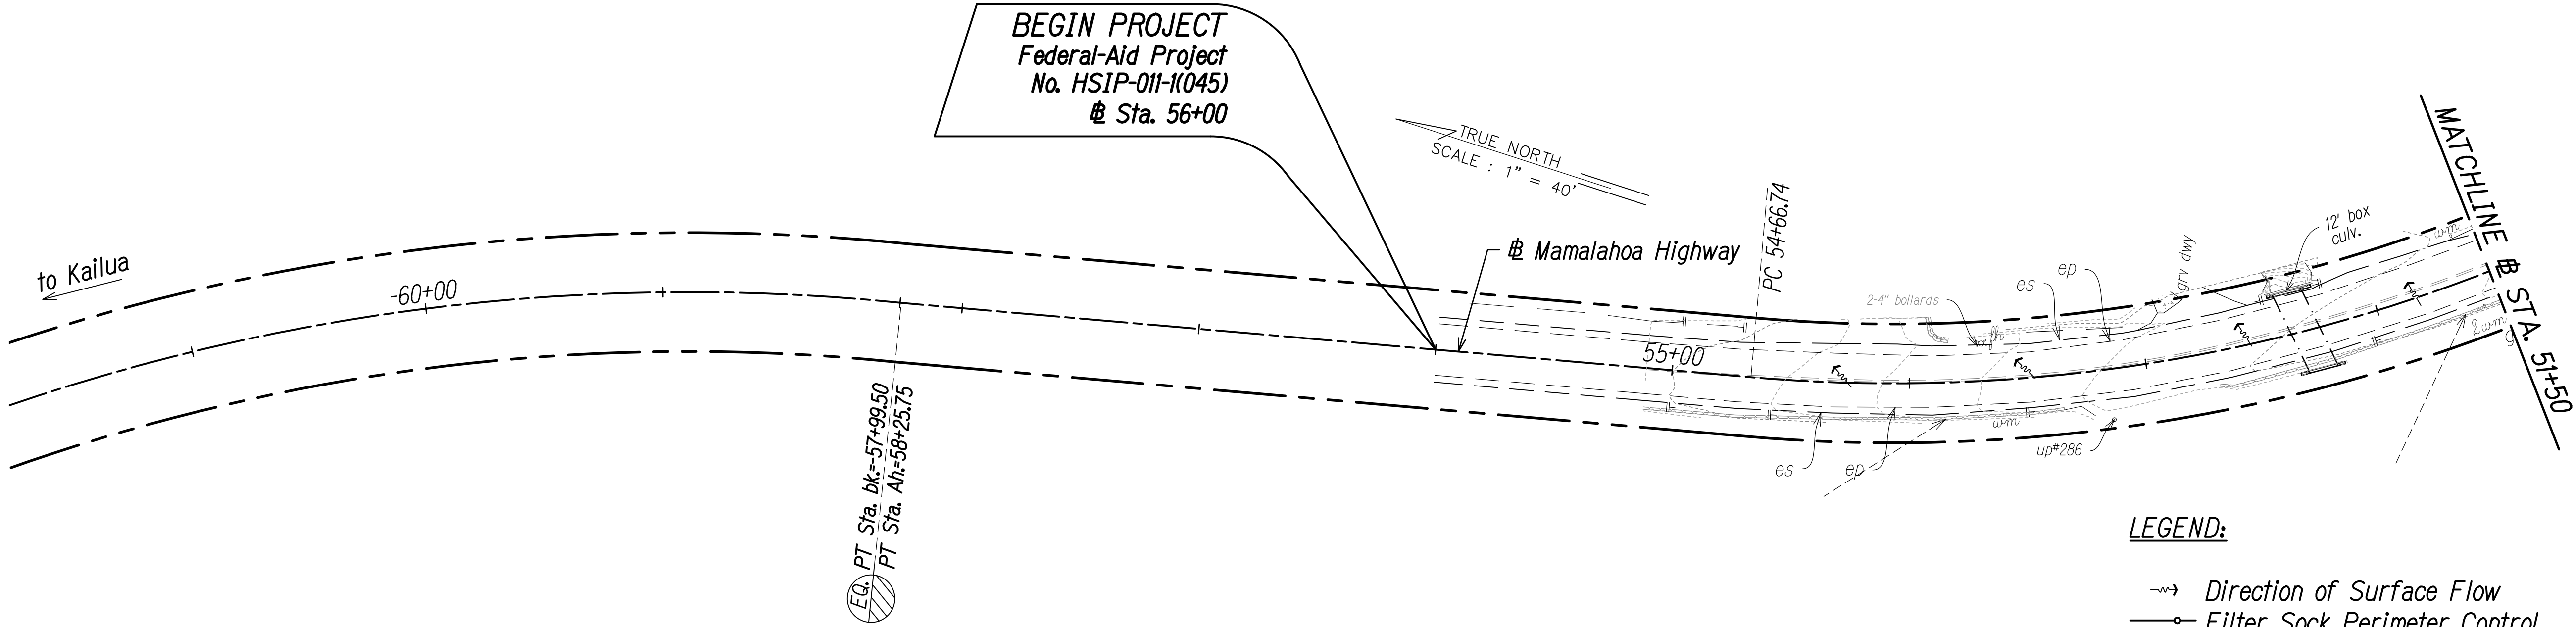 BEGIN PROJECT
Federal-Aid Project
No. HSIP-011-1(045)
℄ Sta. 56+00
TRUE NORTH
SCALE : 1" = 40'
to Kailua
-60+00
EQ.
PT Sta. bk.=-57+99.50
PT Sta. Ah.=58+25.75
℄ Mamalahoa Highway
PC 54+66.74
55+00
2-4" bollards
fh
es
ep
grv dwy
12' box
culv.
wm
MATCHLINE ℄ STA. 51+50
2wm
g
es
ep
wm
up#286
LEGEND:
Direction of Surface Flow
Filter Sock Perimeter Control